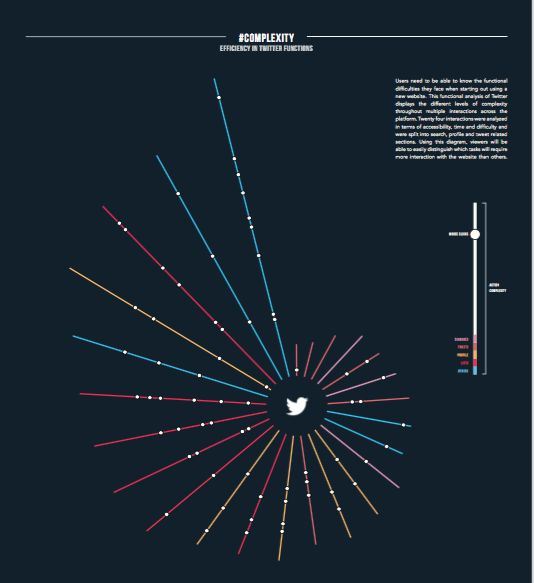 #COMPLEXITY
EFFICIENCY IN TWITTER FUNCTIONS
Users need to be able to know the functional
difficulties they face when starting out using a
new website. This functional analysis of Twitter
displays the different levels of complexity
throughout multiple interactions across the
platform. Twenty four interactions were analyzed
in terms of accessibility, time and difficulty and
were split into search, profile and tweet related
sections. Using this diagram, viewers will be
able to easily distinguish which tasks will require
more interaction with the website than others.
MOUSE CLICKS
ACTION
COMPLEXITY
TWEETS
PROFILE